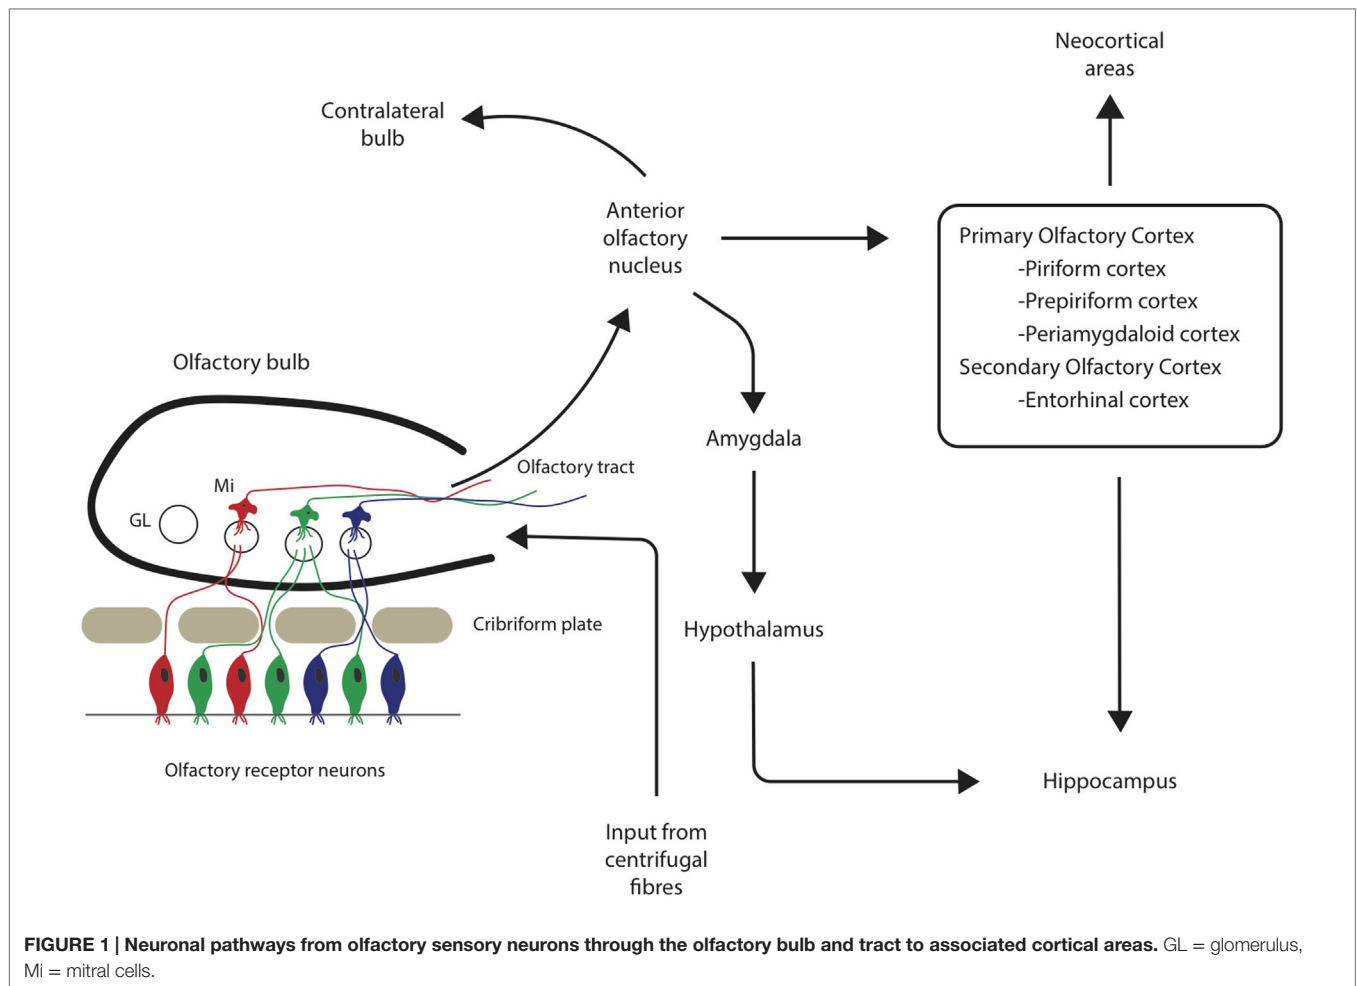 Neocortical
areas
Contralateral
bulb
Anterior
olfactory
nucleus
Primary Olfactory Cortex
-Piriform cortex
-Prepiriform cortex
-Periamygdaloid cortex
Secondary Olfactory Cortex
-Entorhinal cortex
Olfactory bulb
Amygdala
Olfactory tract
Mi
GL
Cribriform plate
Hypothalamus
Olfactory receptor neurons
Hippocampus
Input from
centrifugal
fibres
FIGURE 1 | Neuronal pathways from olfactory sensory neurons through the olfactory bulb and tract to associated cortical areas. GL = glomerulus,
Mi = mitral cells.